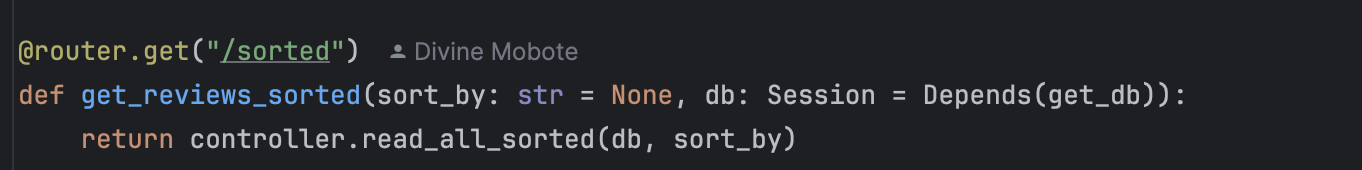 @router.get("/sorted") Divine Mobote
def get_reviews_sorted(sort_by: str = None, db: Session = Depends(get_db)):
    return controller.read_all_sorted(db, sort_by)